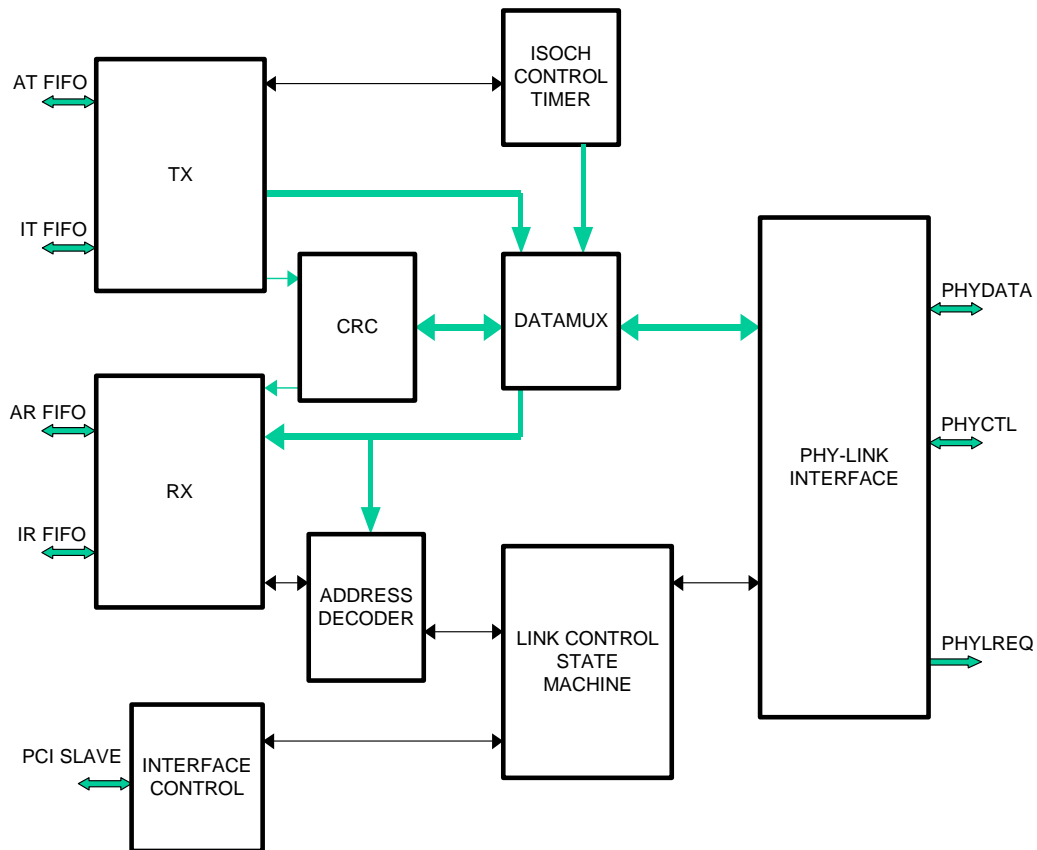 ISOCH
CONTROL
TIMER
AT FIFO
TX
IT FIFO
CRC
DATAMUX
PHYDATA
AR FIFO
PHYCTL
PHY-LINK
INTERFACE
RX
IR FIFO
ADDRESS
DECODER
LINK CONTROL
STATE
MACHINE
PHYLREQ
PCI SLAVE
INTERFACE
CONTROL